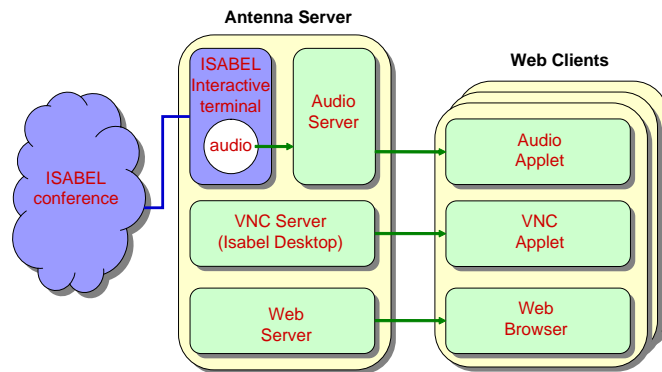 Antenna Server
Web Clients
ISABEL
Interactive
terminal
audio
Audio
Server
Audio
Applet
ISABEL
conference
VNC Server
(Isabel Desktop)
VNC
Applet
Web
Server
Web
Browser